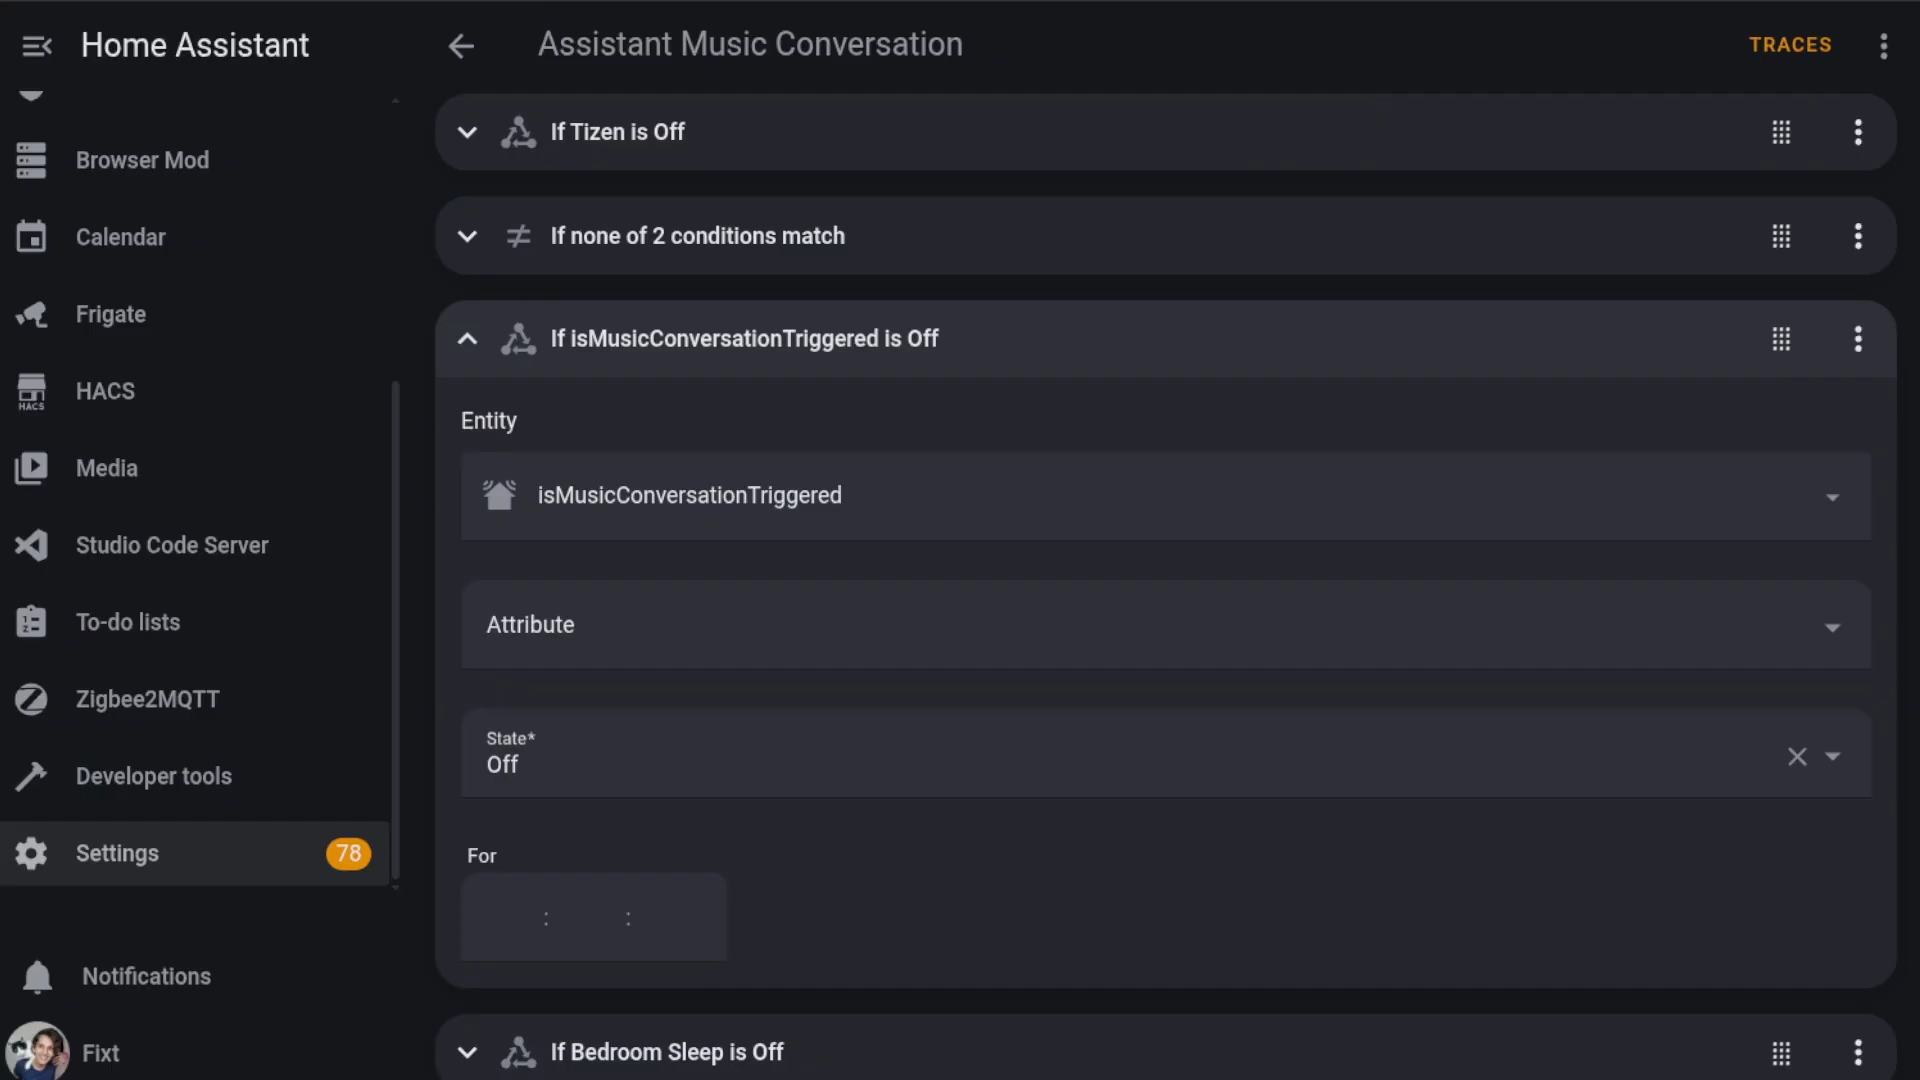 Home Assistant
Browser Mod
Calendar
Frigate
HACS
HACS
Media
Studio Code Server
To-do lists
Zigbee2MQTT
Developer tools
Settings
78
Notifications
Fixt
Assistant Music Conversation
TRACES
If Tizen is Off
If none of 2 conditions match
If isMusicConversationTriggered is Off
Entity
isMusicConversationTriggered
Attribute
State*
Off
For
: :
If Bedroom Sleep is Off